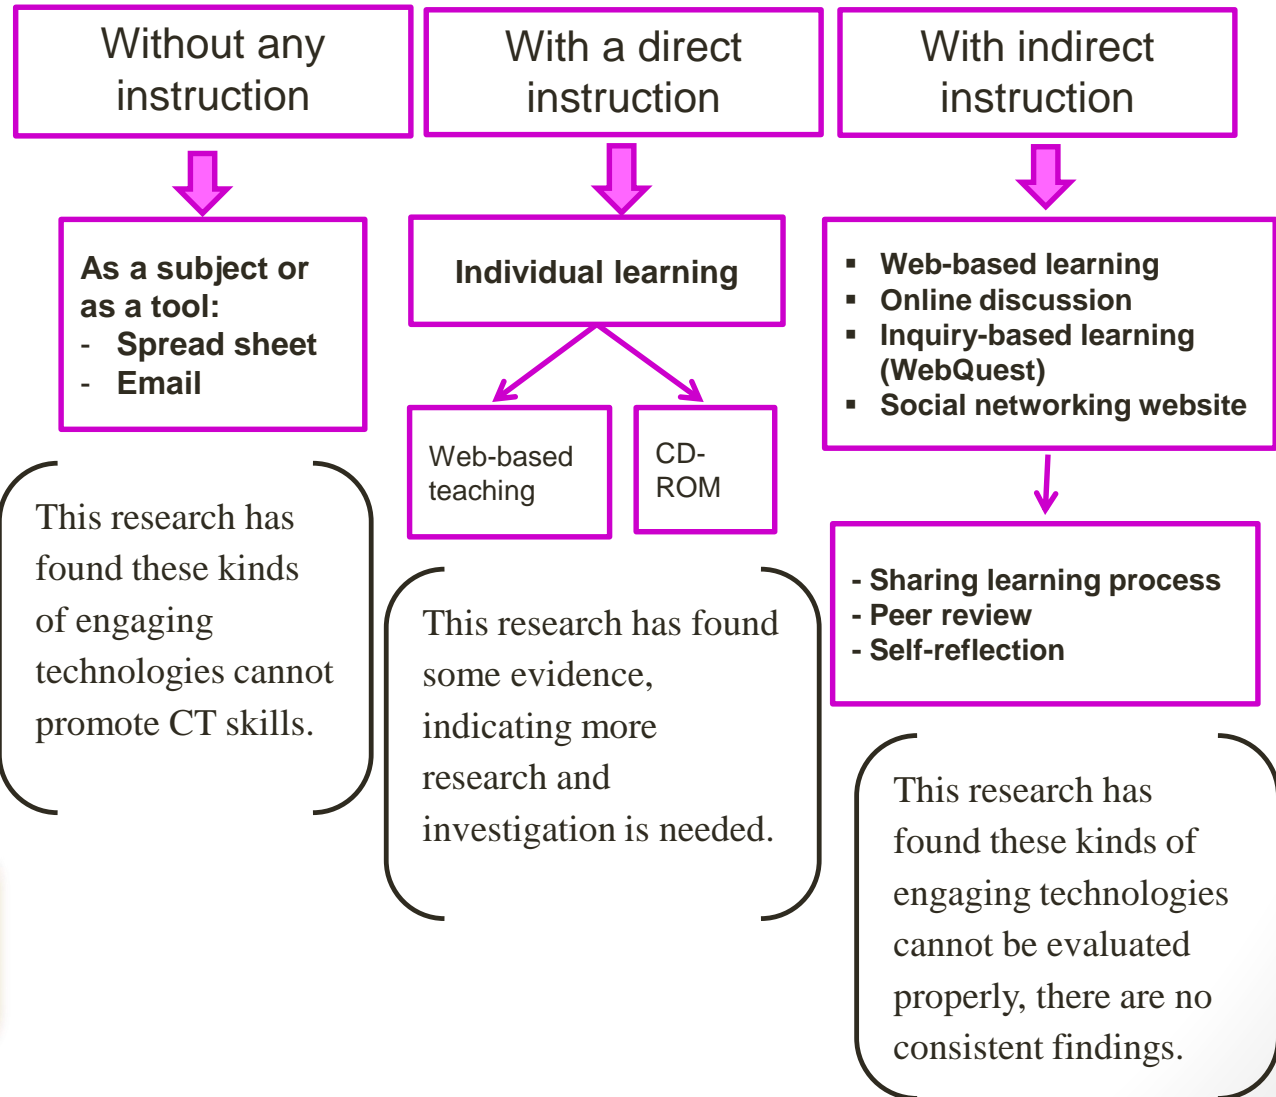 Without any
instruction
With a direct
instruction
With indirect
instruction
As a subject or
as a tool:
- Spread sheet
- Email
Individual learning
▪ Web-based learning
▪ Online discussion
▪ Inquiry-based learning
(WebQuest)
▪ Social networking website
Web-based
teaching
CD-
ROM
- Sharing learning process
- Peer review
- Self-reflection
This research has
found these kinds
of engaging
technologies cannot
promote CT skills.
This research has found
some evidence,
indicating more
research and
investigation is needed.
This research has
found these kinds of
engaging technologies
cannot be evaluated
properly, there are no
consistent findings.